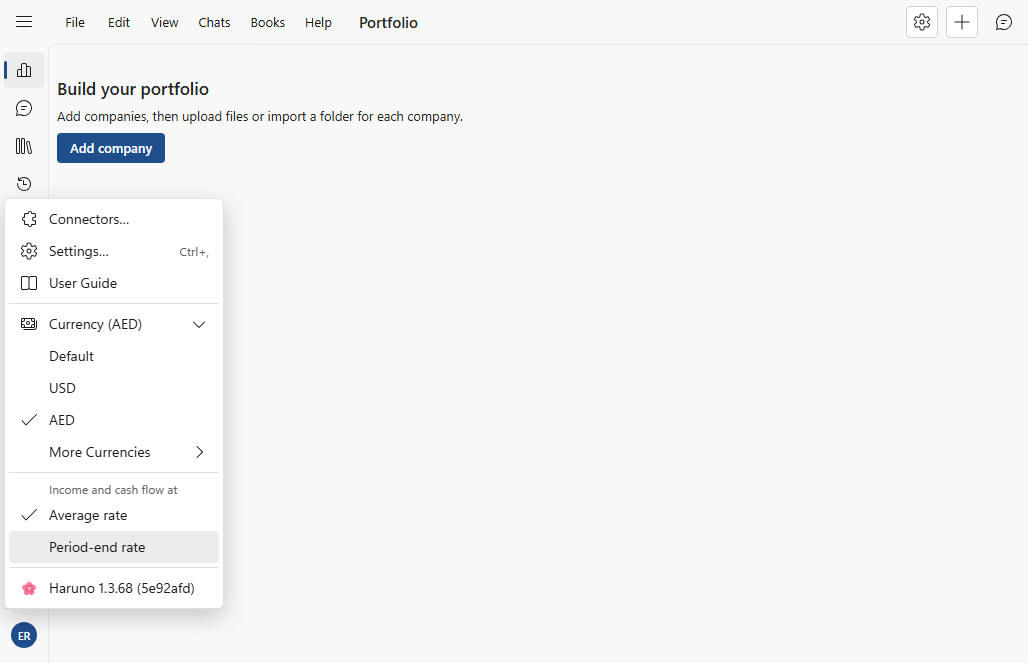 File Edit View Chats Books Help Portfolio
Build your portfolio
Add companies, then upload files or import a folder for each company.
Add company
Connectors...
Settings... Ctrl+,
User Guide
Currency (AED)
Default
USD
AED
More Currencies
Income and cash flow at
Average rate
Period-end rate
Haruno 1.3.68 (5e92afd)
ER